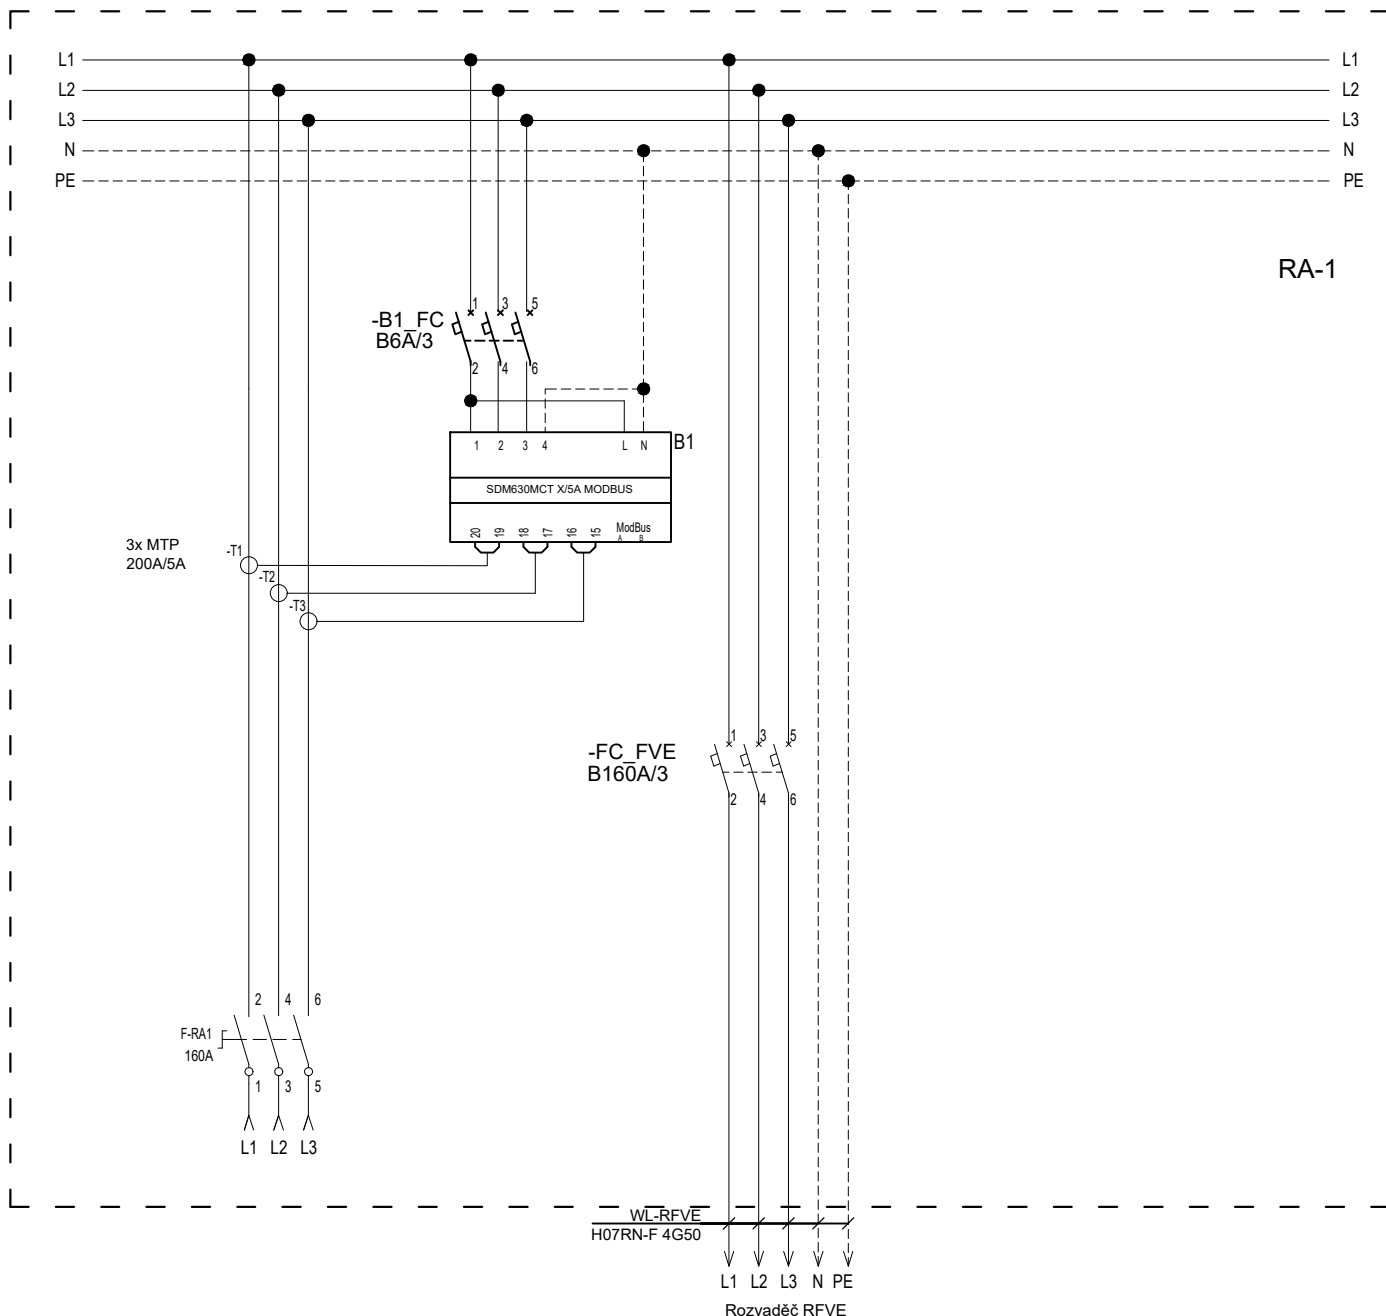 L1 L1
L2 L2
L3 L3
N N
PE PE
RA-1
-B1_FC
B6A/3
1 3 5
2 4 6
B1
1 2 3 4 L N
SDM630MCT X/5A MODBUS
20 19 18 17 16 15 ModBus
A B
3x MTP
200A/5A
-T1
-T2
-T3
-FC_FVE
B160A/3
1 3 5
2 4 6
2 4 6
F-RA1
160A
1 3 5
L1 L2 L3
WL-RFVE
H07RN-F 4G50
L1 L2 L3 N PE
Rozvaděč RFVE